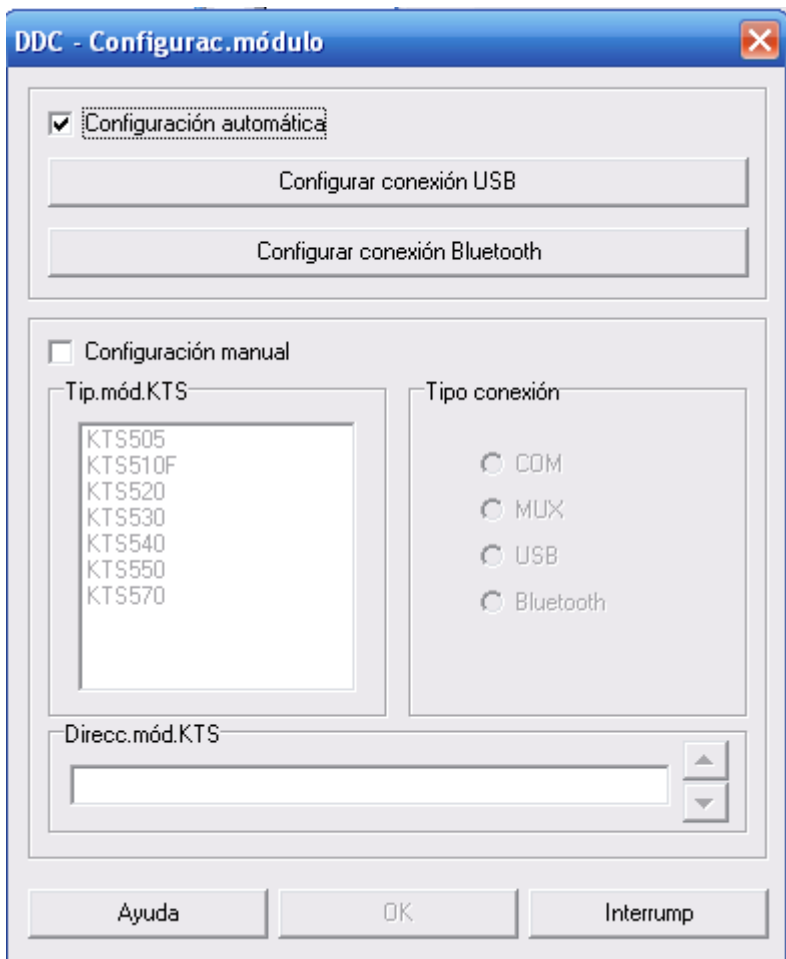 DDC - Configurac.módulo
Configuración automática
Configurar conexión USB
Configurar conexión Bluetooth
Configuración manual
Tip.mód.KTS
KTS505
KTS510F
KTS520
KTS530
KTS540
KTS550
KTS570
Tipo conexión
COM
MUX
USB
Bluetooth
Direcc.mód.KTS
Ayuda
OK
Interrump